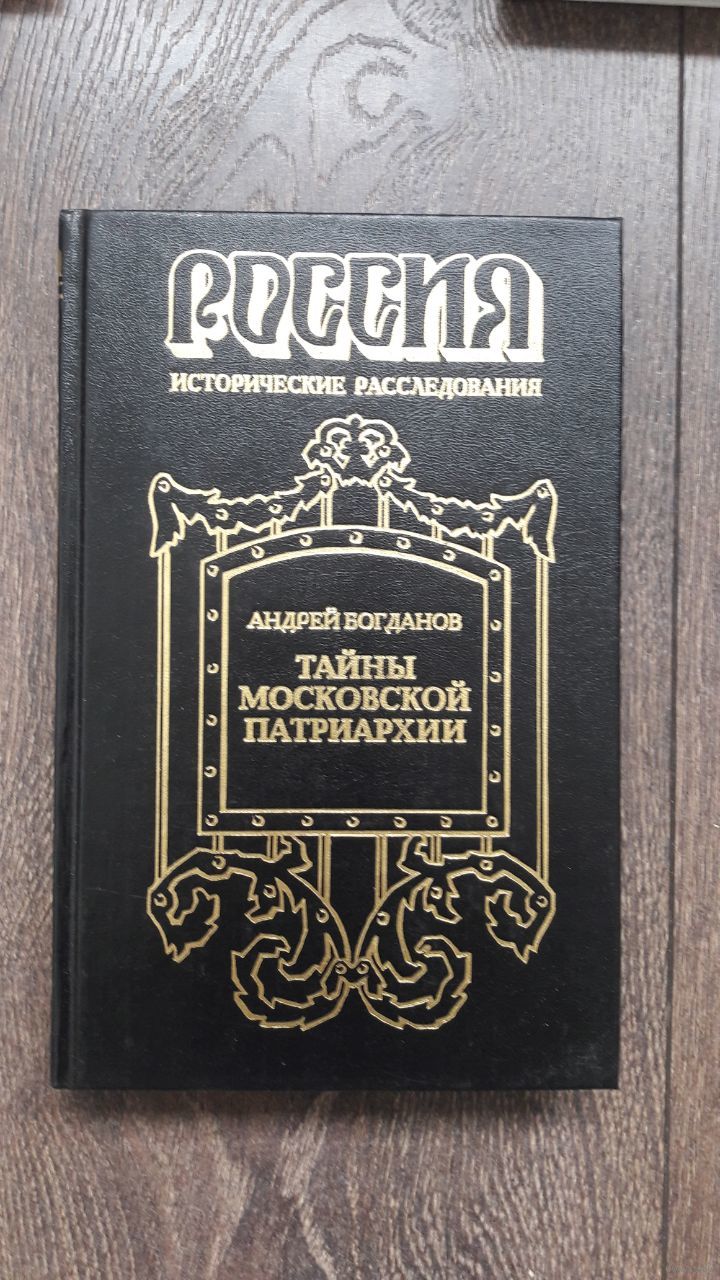 РОССИЯ
ИСТОРИЧЕСКИЕ РАССЛЕДОВАНИЯ
АНДРЕЙ БОГДАНОВ
ТАЙНЫ
МОСКОВСКОЙ
ПАТРИАРХИИ